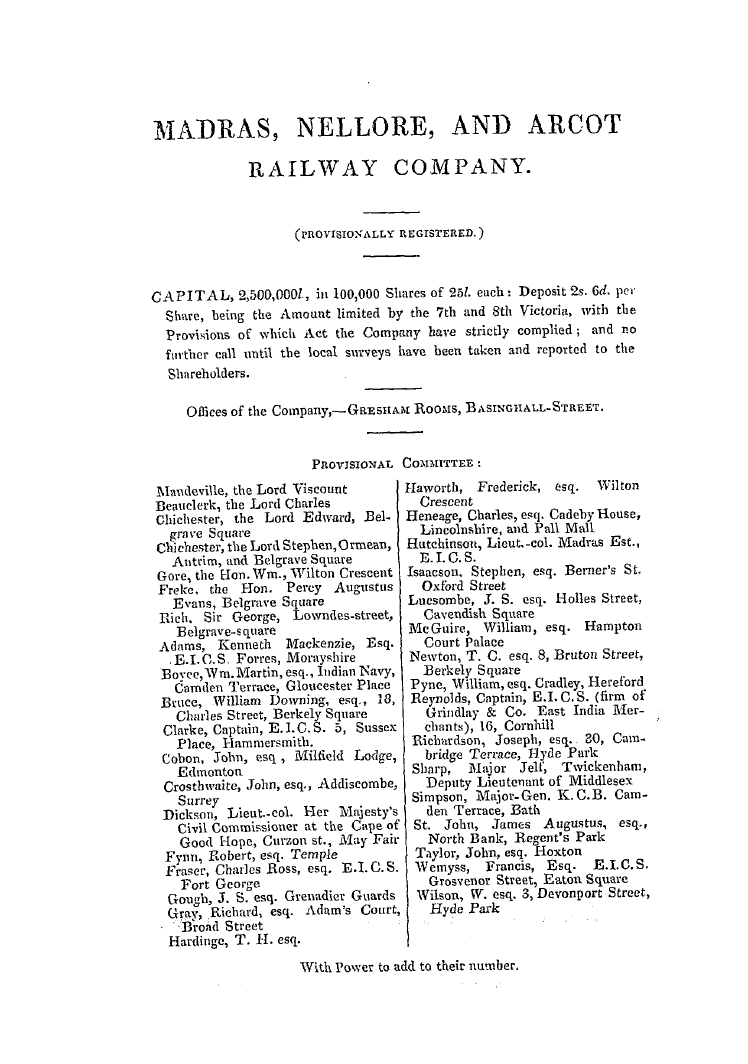 MADRAS, NELLORE, AND ARCOT
RAILWAY COMPANY.
(PROVISIONALLY REGISTERED.)
CAPITAL, 2,500,000l., in 100,000 Shares of 25l. each: Deposit 2s. 6d. per
Share, being the Amount limited by the 7th and 8th Victoria, with the
Provisions of which Act the Company have strictly complied; and no
further call until the local surveys have been taken and reported to the
Shareholders.
Offices of the Company,—GRESHAM ROOMS, BASINGHALL-STREET.
PROVISIONAL COMMITTEE:
Mandeville, the Lord Viscount
Beauclerk, the Lord Charles
Chichester, the Lord Edward, Bel-
grave Square
Chichester, the Lord Stephen, Ormean,
Antrim, and Belgrave Square
Gore, the Hon. Wm., Wilton Crescent
Freke, the Hon. Percy Augustus
Evans, Belgrave Square
Rich, Sir George, Lowndes-street,
Belgrave-square
Adams, Kenneth Mackenzie, Esq.
E.I.C.S. Forres, Morayshire
Boyce, Wm. Martin, esq., Indian Navy,
Camden Terrace, Gloucester Place
Bruce, William Downing, esq., 18,
Charles Street, Berkely Square
Clarke, Captain, E.I.C.S. 5, Sussex
Place, Hammersmith.
Cobon, John, esq., Milfield Lodge,
Edmonton
Crosthwaite, John, esq., Addiscombe,
Surrey
Dickson, Lieut.-col. Her Majesty's
Civil Commissioner at the Cape of
Good Hope, Curzon st., May Fair
Fynn, Robert, esq. Temple
Fraser, Charles Ross, esq. E.I.C.S.
Fort George
Gough, J. S. esq. Grenadier Guards
Gray, Richard, esq. Adam's Court,
Broad Street
Hardinge, T. H. esq.
Haworth, Frederick, esq. Wilton
Crescent
Heneage, Charles, esq. Cadeby House,
Lincolnshire, and Pall Mall
Hutchinson, Lieut.-col. Madras Est.,
E.I.C.S.
Isaacson, Stephen, esq. Berner's St.
Oxford Street
Lucsombe, J. S. esq. Holles Street,
Cavendish Square
McGuire, William, esq. Hampton
Court Palace
Newton, T. C. esq. 8, Bruton Street,
Berkely Square
Pyne, William, esq. Cradley, Hereford
Reynolds, Captain, E.I.C.S. (firm of
Grindlay & Co. East India Mer-
chants), 16, Cornhill
Richardson, Joseph, esq. 30, Cam-
bridge Terrace, Hyde Park
Sharp, Major Jelf, Twickenham,
Deputy Lieutenant of Middlesex
Simpson, Major-Gen. K.C.B. Cam-
den Terrace, Bath
St. John, James Augustus, esq.,
North Bank, Regent's Park
Taylor, John, esq. Hoxton
Wemyss, Francis, Esq. E.I.C.S.
Grosvenor Street, Eaton Square
Wilson, W. esq. 3, Devonport Street,
Hyde Park
With Power to add to their number.